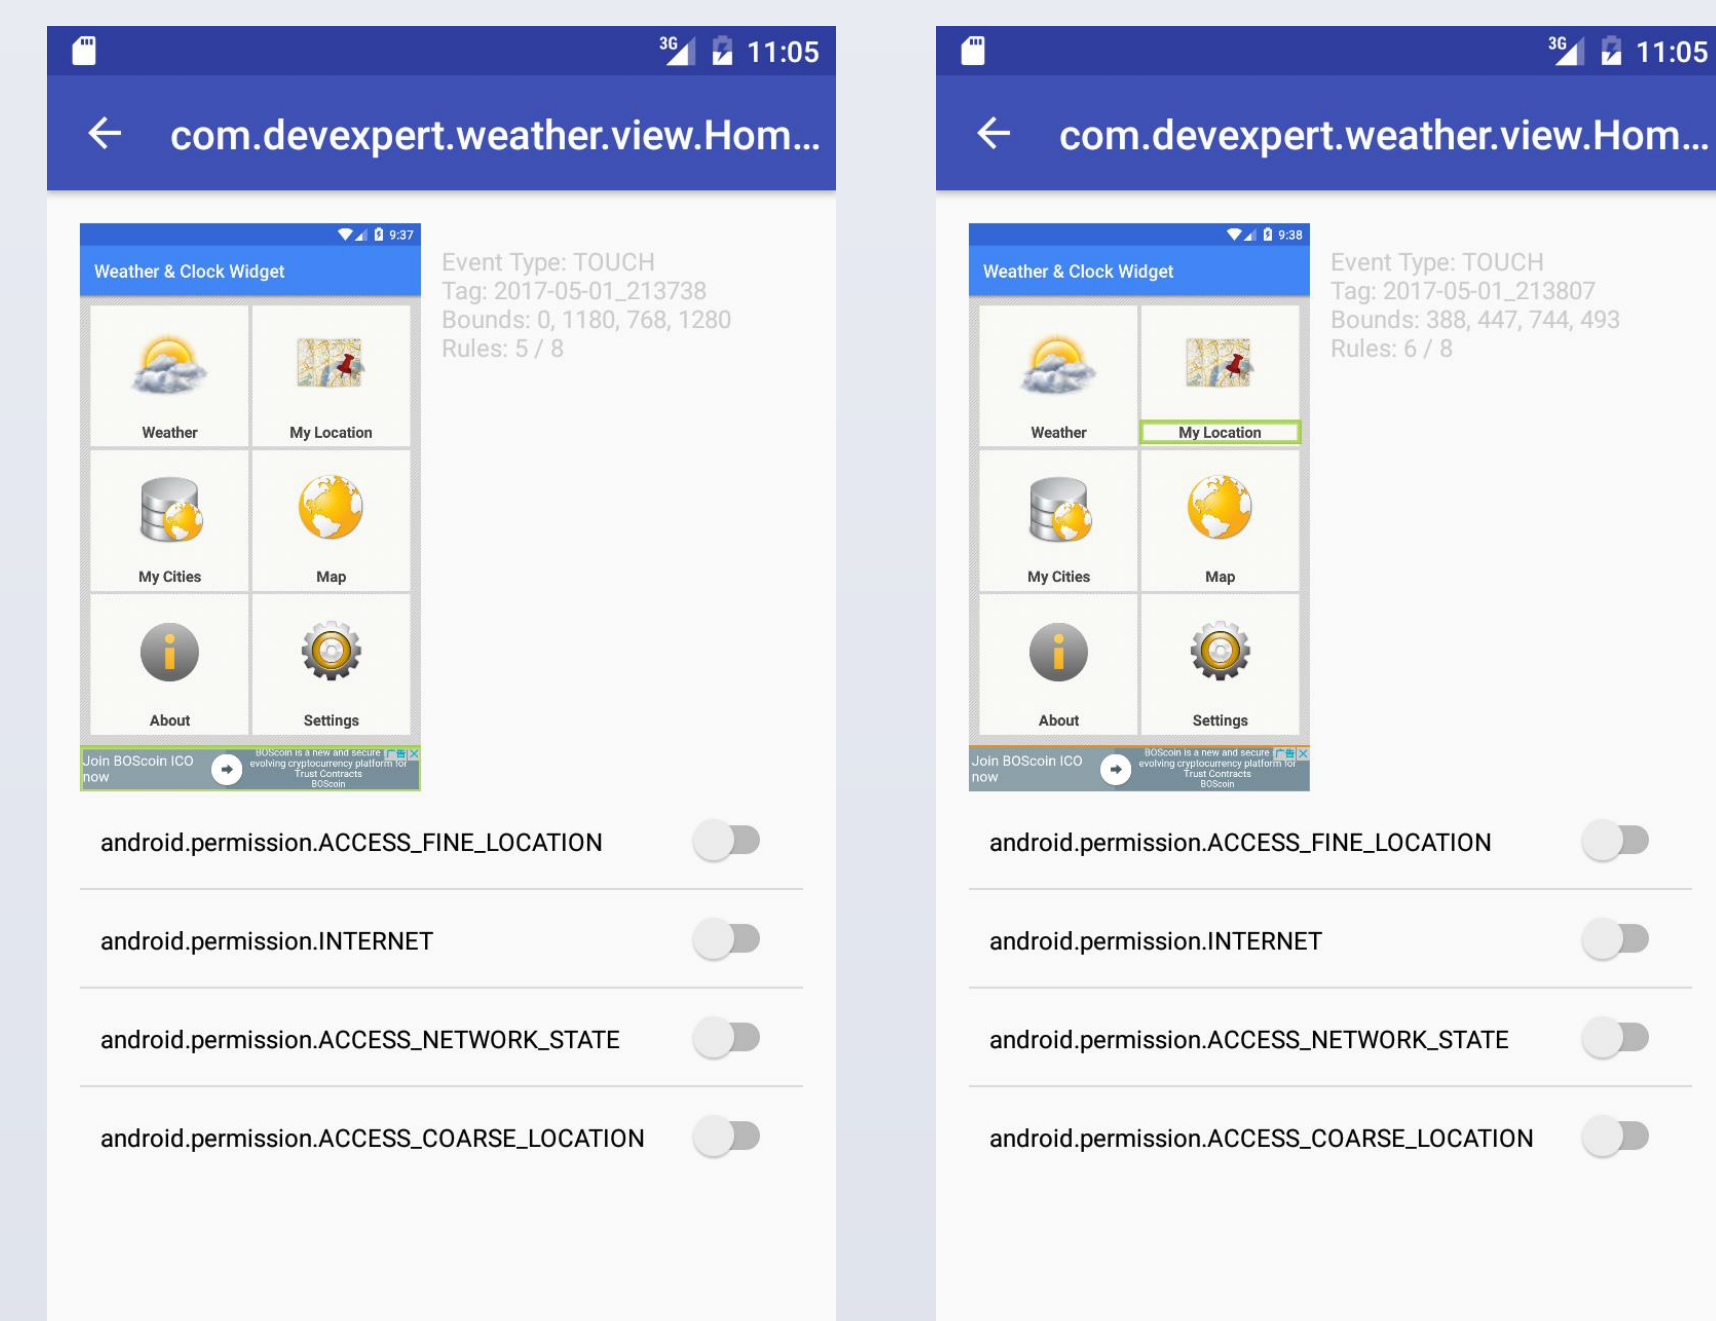 3G 11:05
com.devexpert.weather.view.Hom...
9:37
Weather & Clock Widget
Event Type: TOUCH
Tag: 2017-05-01_213738
Bounds: 0, 1180, 768, 1280
Rules: 5 / 8
Weather My Location
My Cities Map
About Settings
Join BOScoin ICO
now
BOScoin is a new and secure
evolving cryptocurrency platform for
Trust Contracts
BOScoin
广告
android.permission.ACCESS_FINE_LOCATION
android.permission.INTERNET
android.permission.ACCESS_NETWORK_STATE
android.permission.ACCESS_COARSE_LOCATION
3G 11:05
com.devexpert.weather.view.Hom...
9:38
Weather & Clock Widget
Event Type: TOUCH
Tag: 2017-05-01_213807
Bounds: 388, 447, 744, 493
Rules: 6 / 8
Weather My Location
My Cities Map
About Settings
Join BOScoin ICO
now
BOScoin is a new and secure
evolving cryptocurrency platform for
Trust Contracts
BOScoin
广告
android.permission.ACCESS_FINE_LOCATION
android.permission.INTERNET
android.permission.ACCESS_NETWORK_STATE
android.permission.ACCESS_COARSE_LOCATION